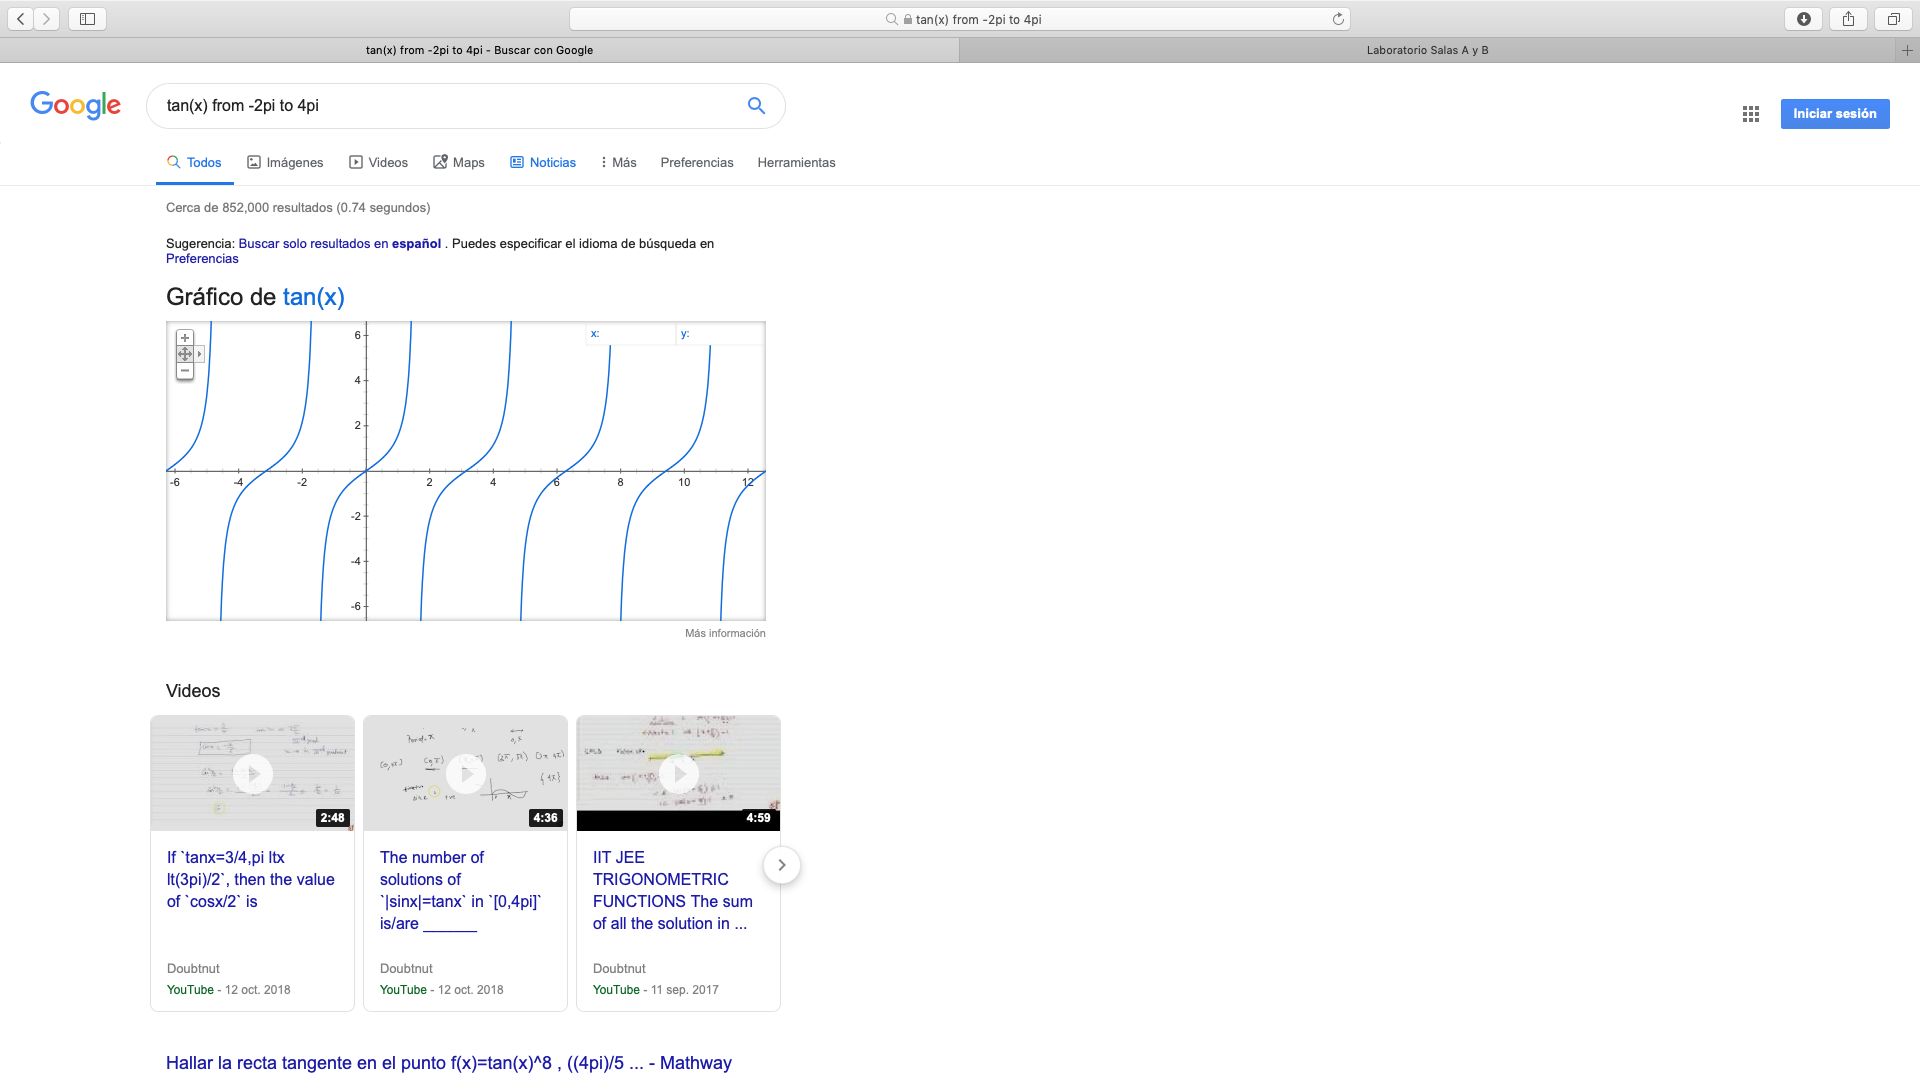 tan(x) from -2pi to 4pi
tan(x) from -2pi to 4pi - Buscar con Google
Laboratorio Salas A y B
Google
tan(x) from -2pi to 4pi
Iniciar sesión
Todos Imágenes Videos Maps Noticias Más Preferencias Herramientas
Cerca de 852,000 resultados (0.74 segundos)
Sugerencia: Buscar solo resultados en español . Puedes especificar el idioma de búsqueda en
Preferencias
Gráfico de tan(x)
x: y:
6
4
2
-6 -4 -2 2 4 6 8 10 12
-2
-4
-6
Más información
Videos
2:48
If `tanx=3/4,pi ltx
lt(3pi)/2`, then the value
of `cosx/2` is
Doubtnut
YouTube - 12 oct. 2018
4:36
The number of
solutions of
`|sinx|=tanx` in `[0,4pi]`
is/are ______
Doubtnut
YouTube - 12 oct. 2018
4:59
IIT JEE
TRIGONOMETRIC
FUNCTIONS The sum
of all the solution in ...
Doubtnut
YouTube - 11 sep. 2017
Hallar la recta tangente en el punto f(x)=tan(x)^8 , ((4pi)/5 ... - Mathway